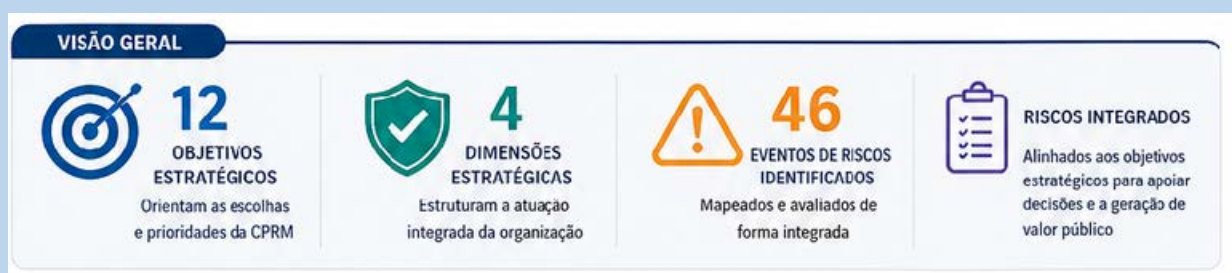 VISÃO GERAL
12
OBJETIVOS
ESTRATÉGICOS
Orientam as escolhas
e prioridades da CPRM
4
DIMENSÕES
ESTRATÉGICAS
Estruturam a atuação
integrada da organização
46
EVENTOS DE RISCOS
IDENTIFICADOS
Mapeados e avaliados de
forma integrada
RISCOS INTEGRADOS
Alinhados aos objetivos
estratégicos para apoiar
decisões e a geração de
valor público